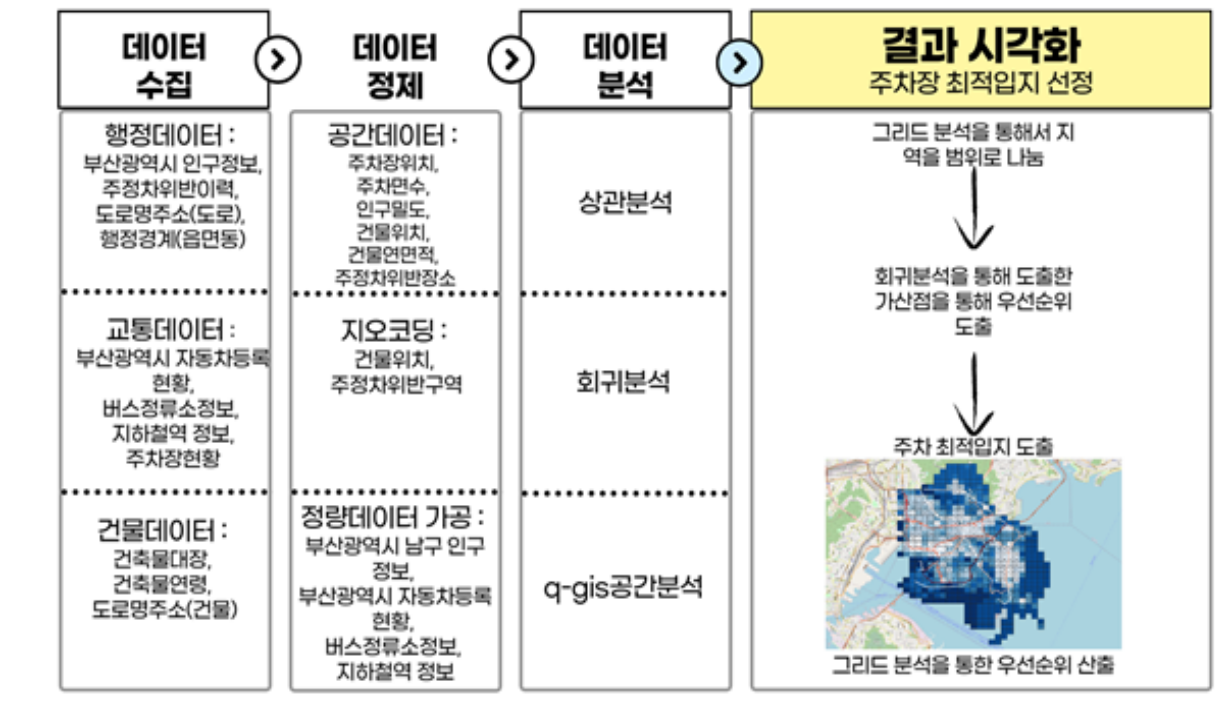 데이터
수집
데이터
정제
데이터
분석
결과 시각화
주차장 최적입지 선정
행정데이터 :
부산광역시 인구정보,
주정차위반이력,
도로명주소(도로),
행정경계(읍면동)
교통데이터 :
부산광역시 자동차등록
현황,
버스정류소정보,
지하철역 정보,
주차장현황
건물데이터 :
건축물대장,
건축물연령,
도로명주소(건물)
공간데이터 :
주차장위치,
주차면수,
인구밀도,
건물위치,
건물연면적,
주정차위반장소
지오코딩 :
건물위치,
주정차위반구역
정량데이터 가공 :
부산광역시 남구 인구
정보,
부산광역시 자동차등록
현황,
버스정류소정보,
지하철역 정보
상관분석
회귀분석
q-gis공간분석
그리드 분석을 통해서 지
역을 범위로 나눔
회귀분석을 통해 도출한
가산점을 통해 우선순위
도출
주차 최적입지 도출
그리드 분석을 통한 우선순위 산출